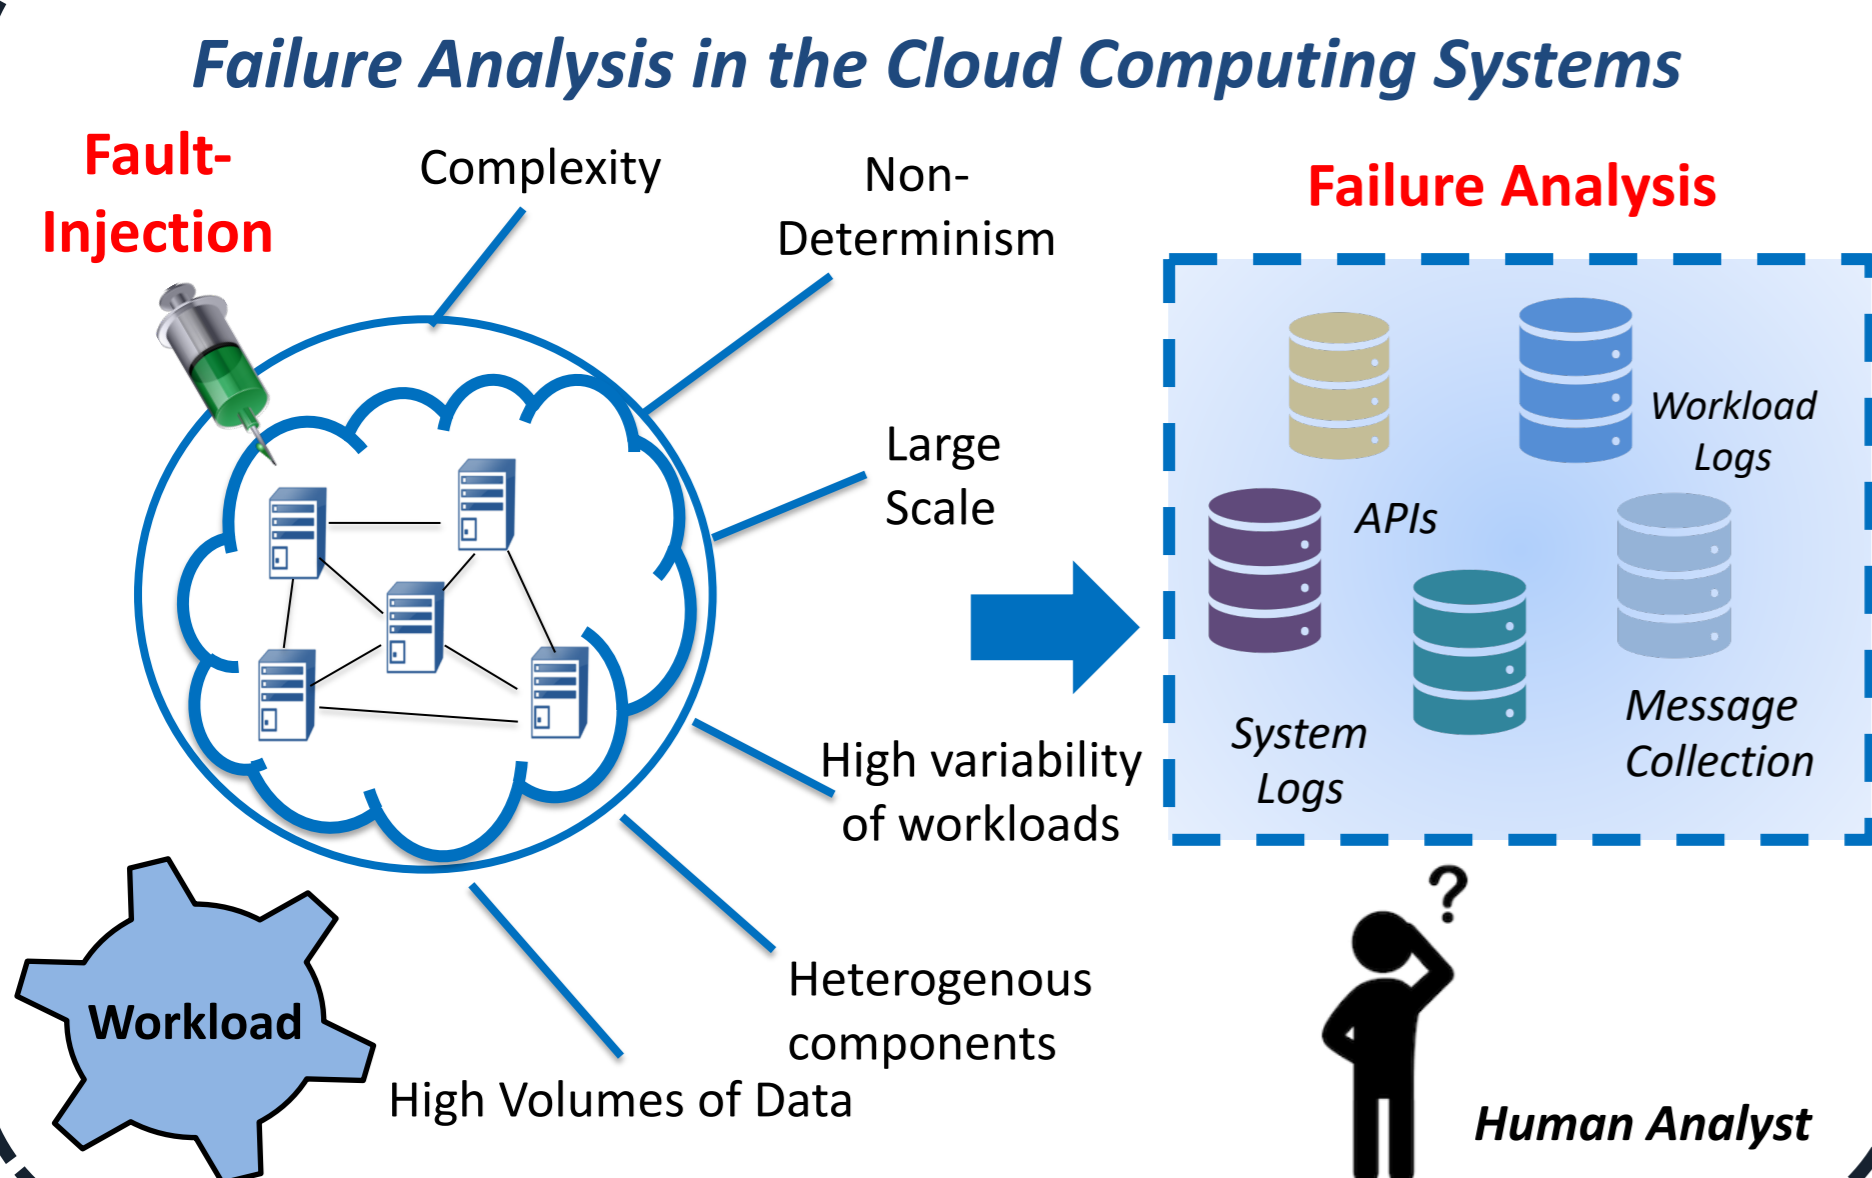 Failure Analysis in the Cloud Computing Systems
Fault-
Injection
Complexity
Non-
Determinism
Large
Scale
High variability
of workloads
Heterogenous
components
High Volumes of Data
Workload
Failure Analysis
Workload
Logs
APIs
System
Logs
Message
Collection
?
Human Analyst